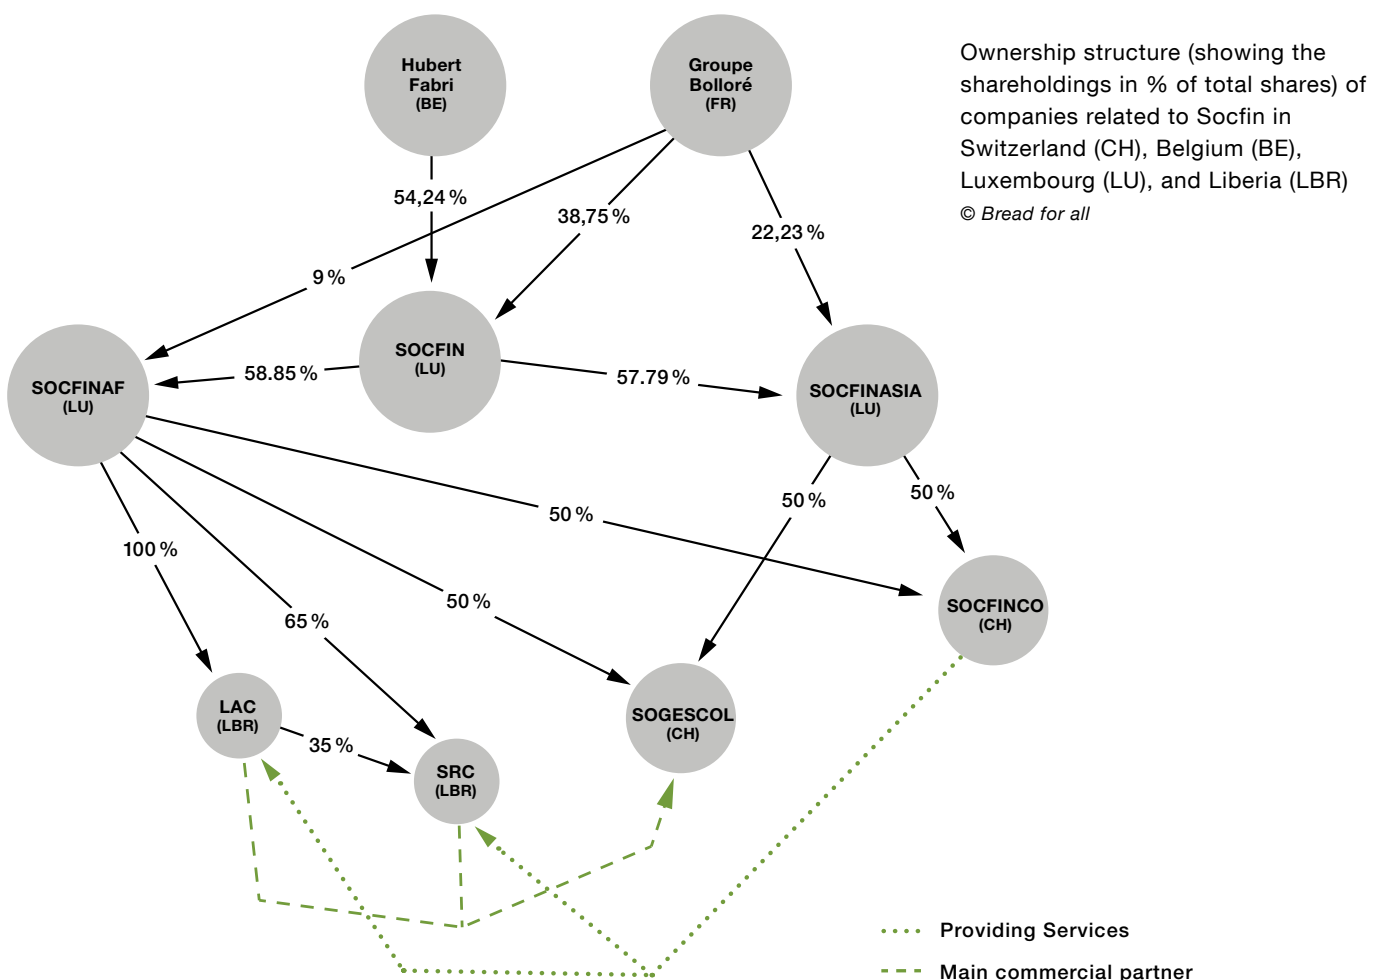 Hubert
Fabri
(BE)
Groupe
Bolloré
(FR)
Ownership structure (showing the
shareholdings in % of total shares) of
companies related to Socfin in
Switzerland (CH), Belgium (BE),
Luxembourg (LU), and Liberia (LBR)
© Bread for all
54,24 %
38,75 %
22,23 %
9 %
SOCFIN
(LU)
58.85 %
57.79 %
SOCFINAF
(LU)
SOCFINASIA
(LU)
50 %
50 %
50 %
100 %
50 %
65 %
SOCFINCO
(CH)
LAC
(LBR)
35 %
SOGESCOL
(CH)
SRC
(LBR)
Providing Services
Main commercial partner